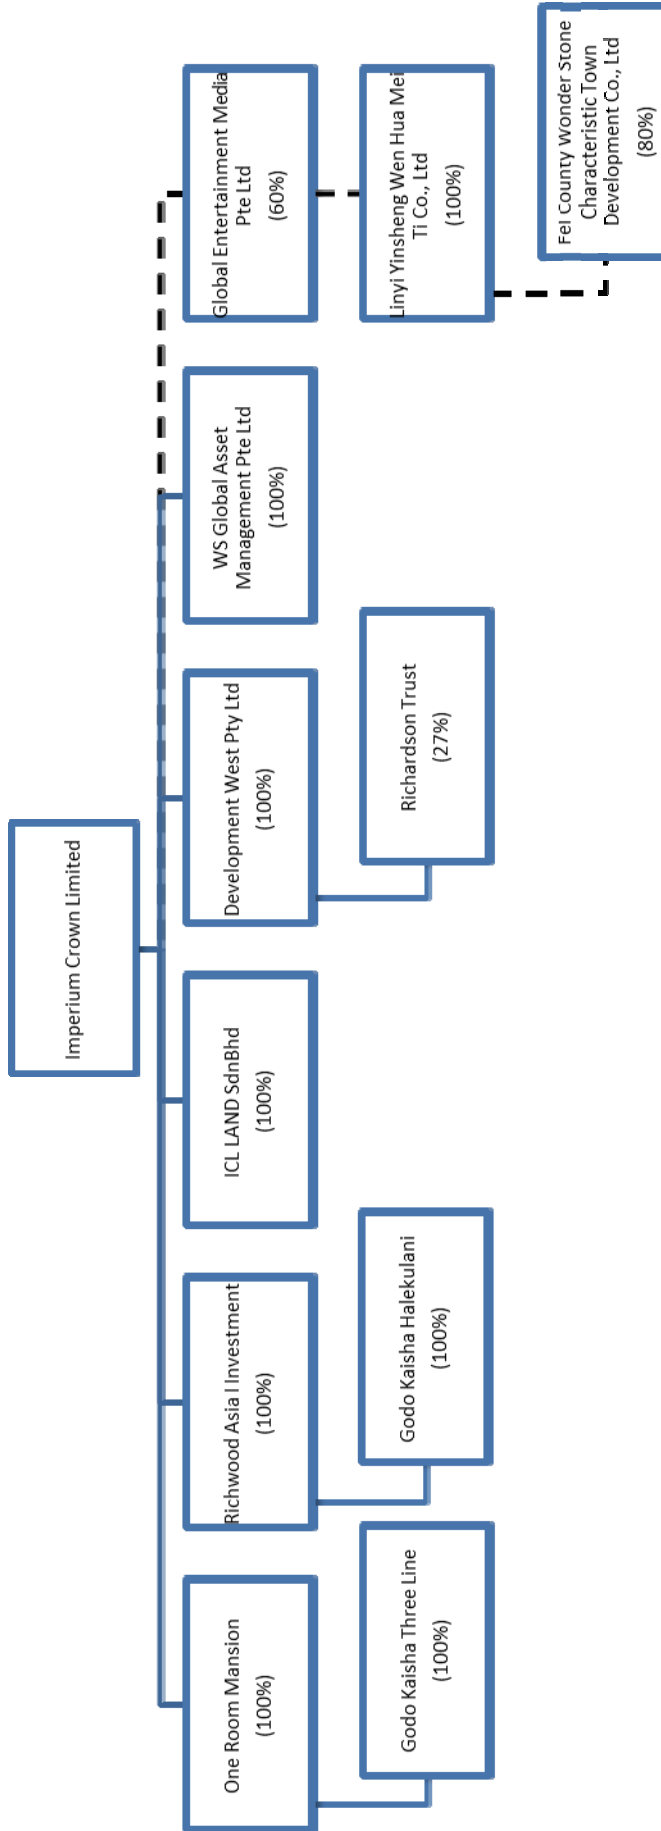 Imperium Crown Limited
One Room Mansion
(100%)
Richwood Asia I Investment
(100%)
ICL LAND SdnBhd
(100%)
Development West Pty Ltd
(100%)
WS Global Asset
Management Pte Ltd
(100%)
Global Entertainment Media
Pte Ltd
(60%)
Godo Kaisha Three Line
(100%)
Godo Kaisha Halekulani
(100%)
Richardson Trust
(27%)
Linyi Yinsheng Wen Hua Mei
Ti Co., Ltd
(100%)
Fei County Wonder Stone
Characteristic Town
Development Co., Ltd
(80%)